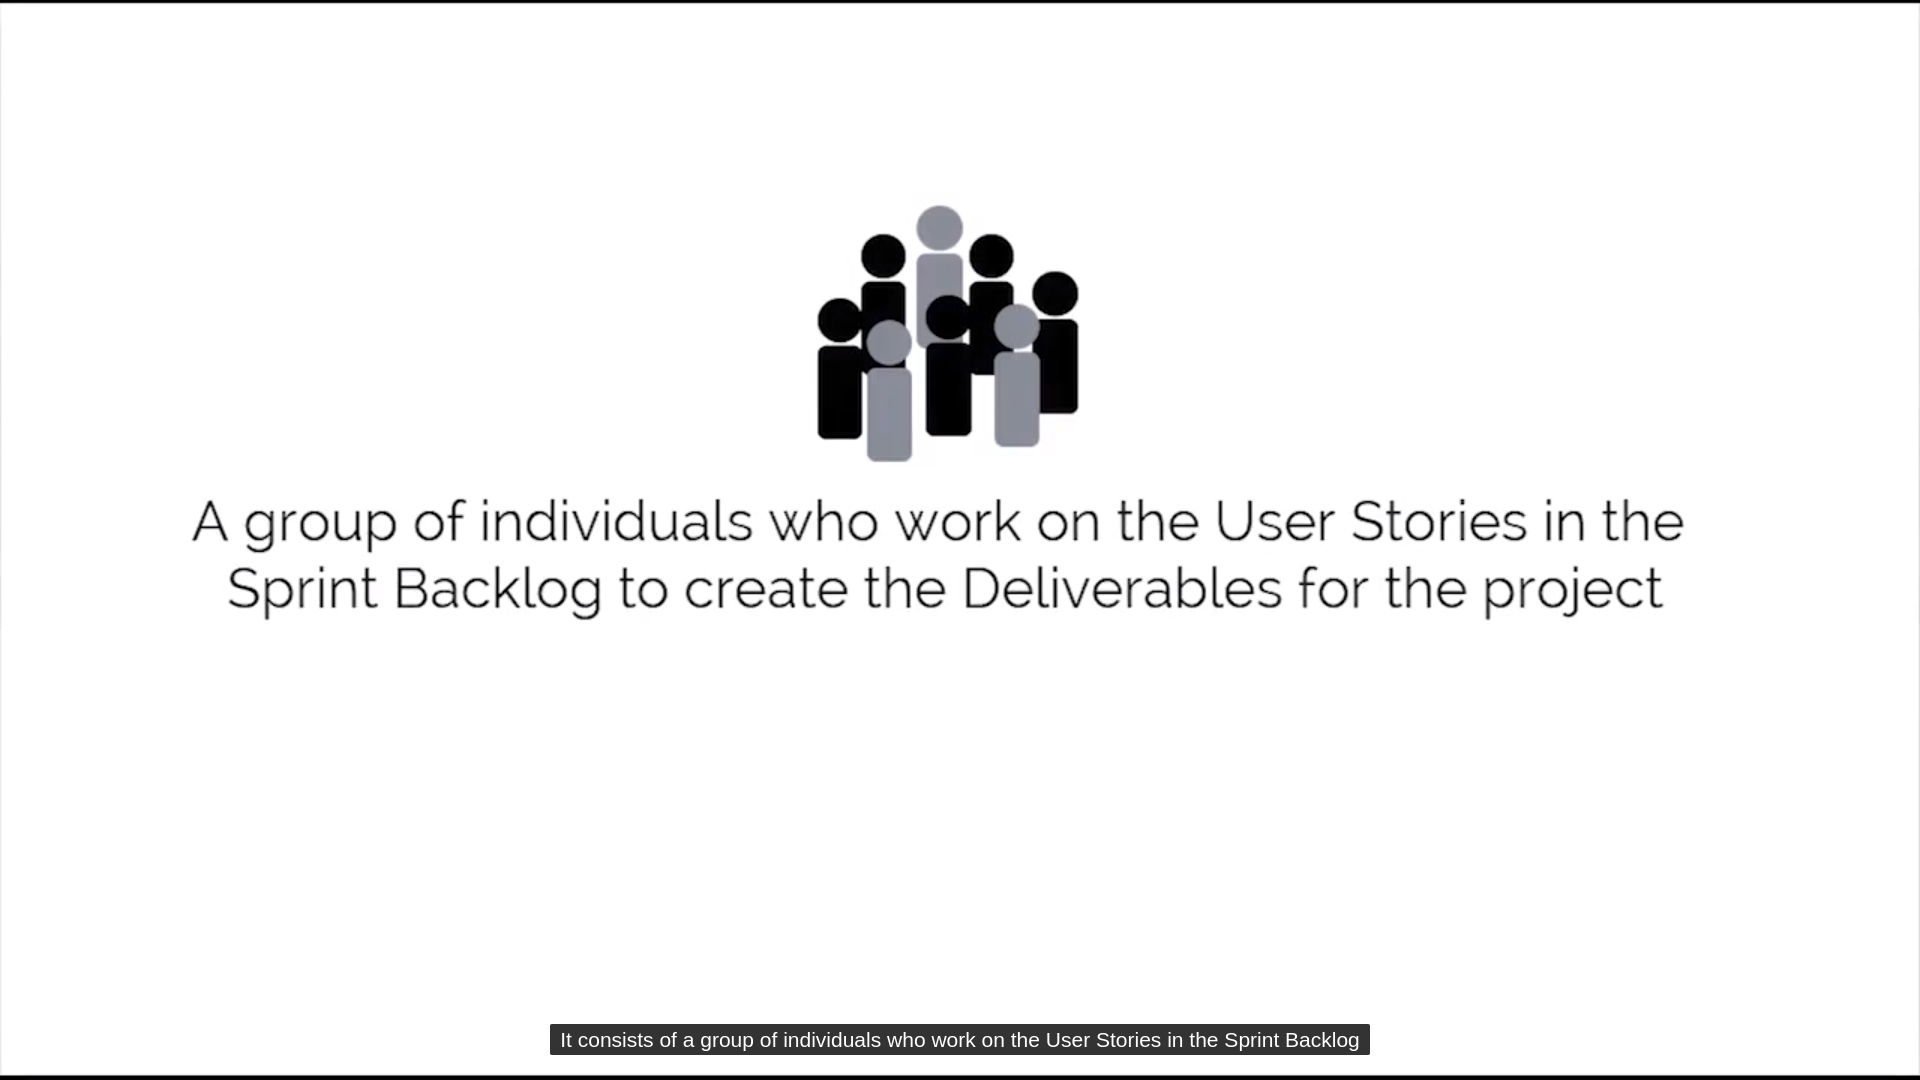 A group of individuals who work on the User Stories in the
Sprint Backlog to create the Deliverables for the project
It consists of a group of individuals who work on the User Stories in the Sprint Backlog